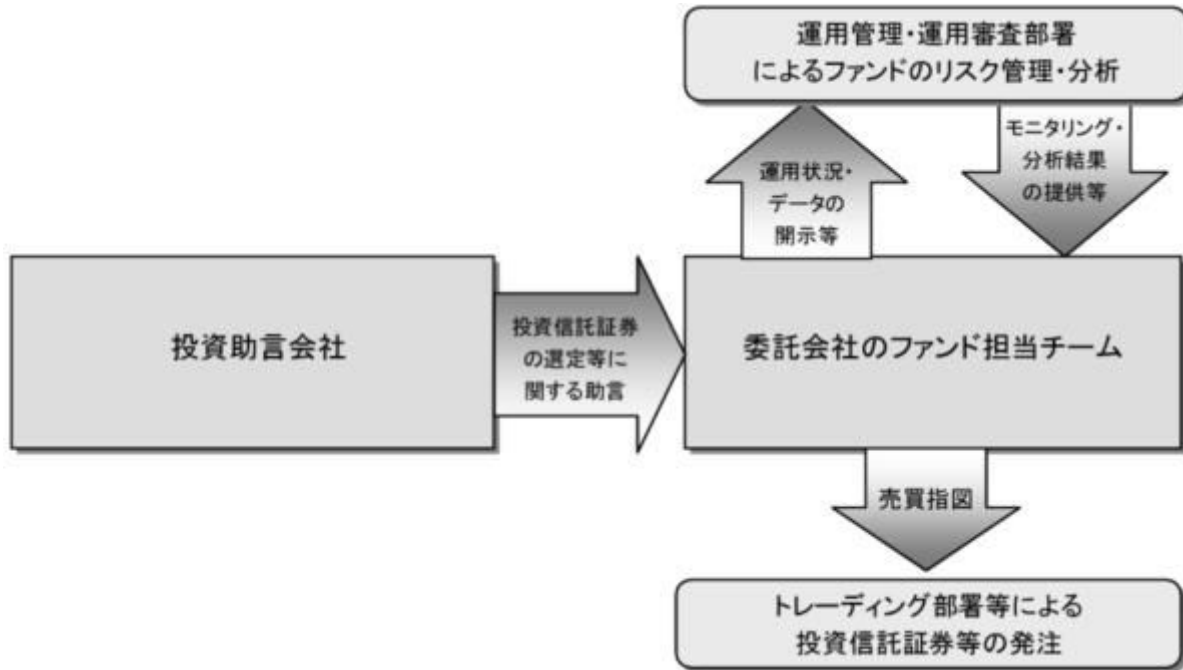 運用管理・運用審査部署
によるファンドのリスク管理・分析
運用状況・
データの
開示等
モニタリング・
分析結果
の提供等
投資助言会社
投資信託証券
の選定等に
関する助言
委託会社のファンド担当チーム
売買指図
トレーディング部署等による
投資信託証券等の発注